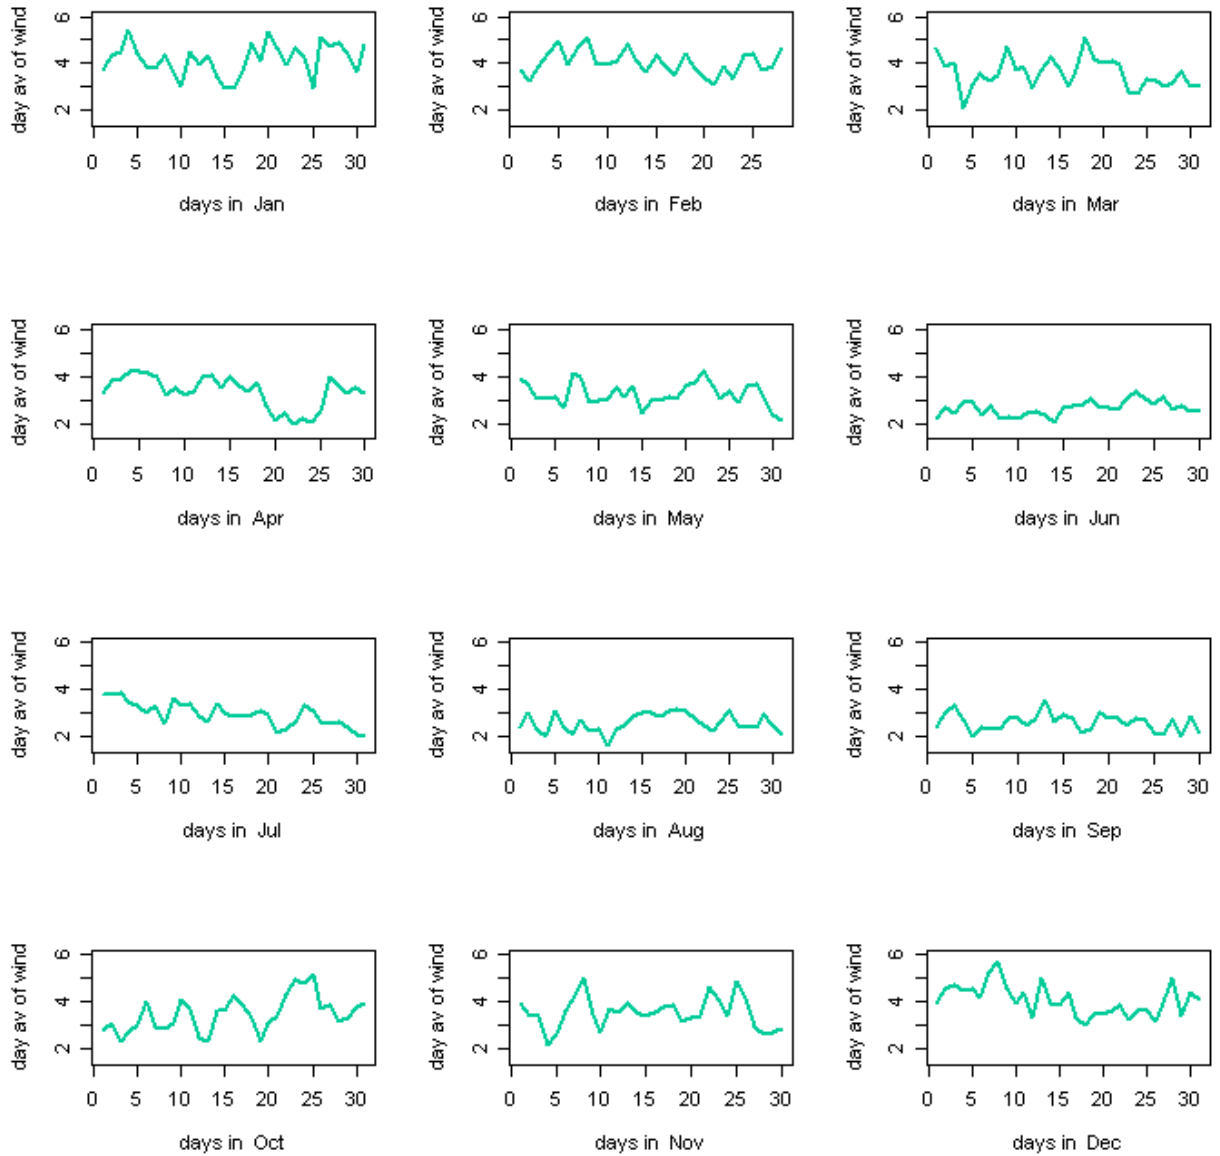 day av of wind
6
4
2
0 5 10 15 20 25 30
days in Jan
day av of wind
6
4
2
0 5 10 15 20 25
days in Feb
day av of wind
6
4
2
0 5 10 15 20 25 30
days in Mar
day av of wind
6
4
2
0 5 10 15 20 25 30
days in Apr
day av of wind
6
4
2
0 5 10 15 20 25 30
days in May
day av of wind
6
4
2
0 5 10 15 20 25 30
days in Jun
day av of wind
6
4
2
0 5 10 15 20 25 30
days in Jul
day av of wind
6
4
2
0 5 10 15 20 25 30
days in Aug
day av of wind
6
4
2
0 5 10 15 20 25 30
days in Sep
day av of wind
6
4
2
0 5 10 15 20 25 30
days in Oct
day av of wind
6
4
2
0 5 10 15 20 25 30
days in Nov
day av of wind
6
4
2
0 5 10 15 20 25 30
days in Dec